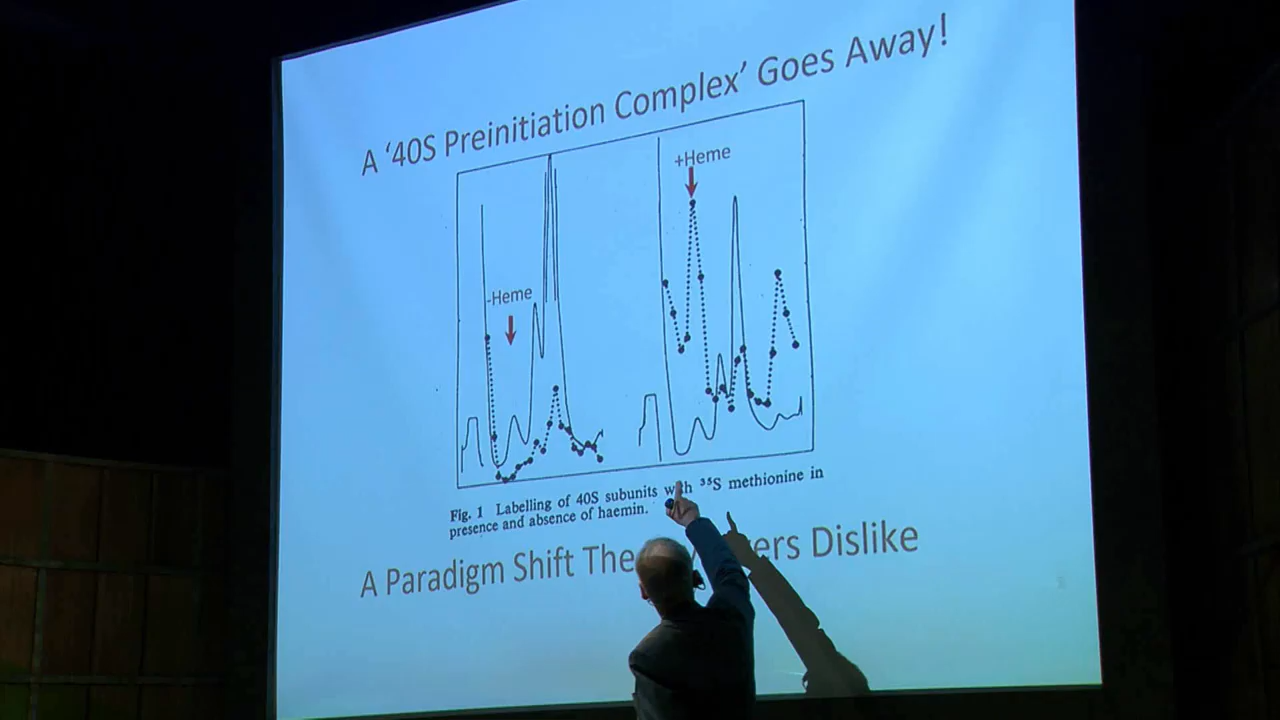 A ‘40S Preinitiation Complex’ Goes Away!
+Heme
-Heme
Fig. 1 Labelling of 40S subunits with ³⁵S methionine in
presence and absence of haemin.
A Paradigm Shift Dislike